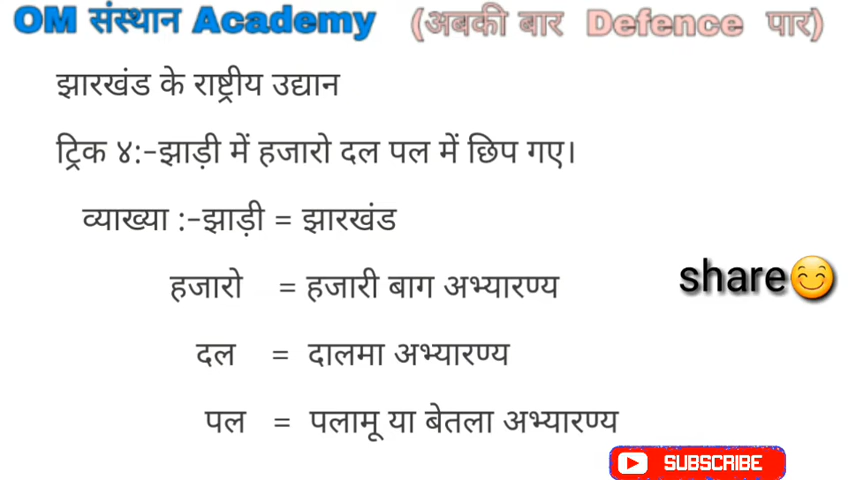 OM संस्थान Academy (अबकी बार Defence पार)
झारखंड के राष्ट्रीय उद्यान
ट्रिक ४:-झाड़ी में हजारो दल पल में छिप गए।
व्याख्या :-झाड़ी = झारखंड
हजारो = हजारी बाग अभ्यारण्य
share😊
दल = दालमा अभ्यारण्य
पल = पलामू या बेतला अभ्यारण्य
SUBSCRIBE